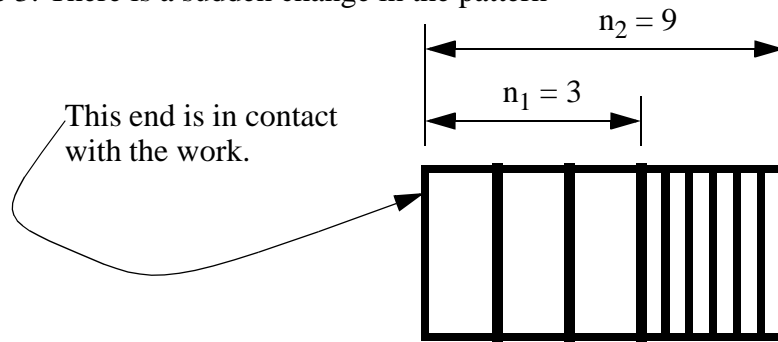 There is a sudden change in the pattern
n2 = 9
n1 = 3
This end is in contact
with the work.